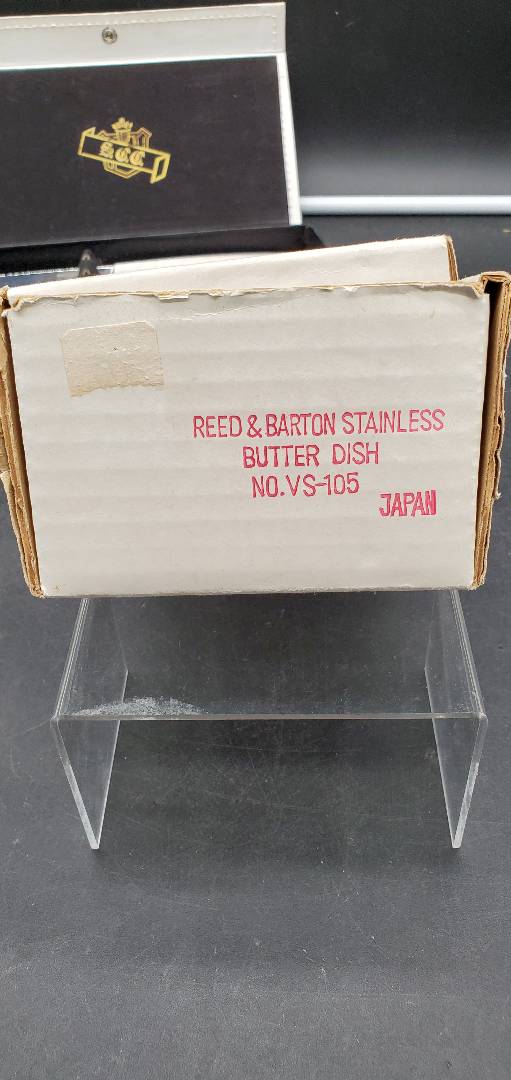 S.C.C.
REED & BARTON STAINLESS
BUTTER DISH
NO.VS-105
JAPAN